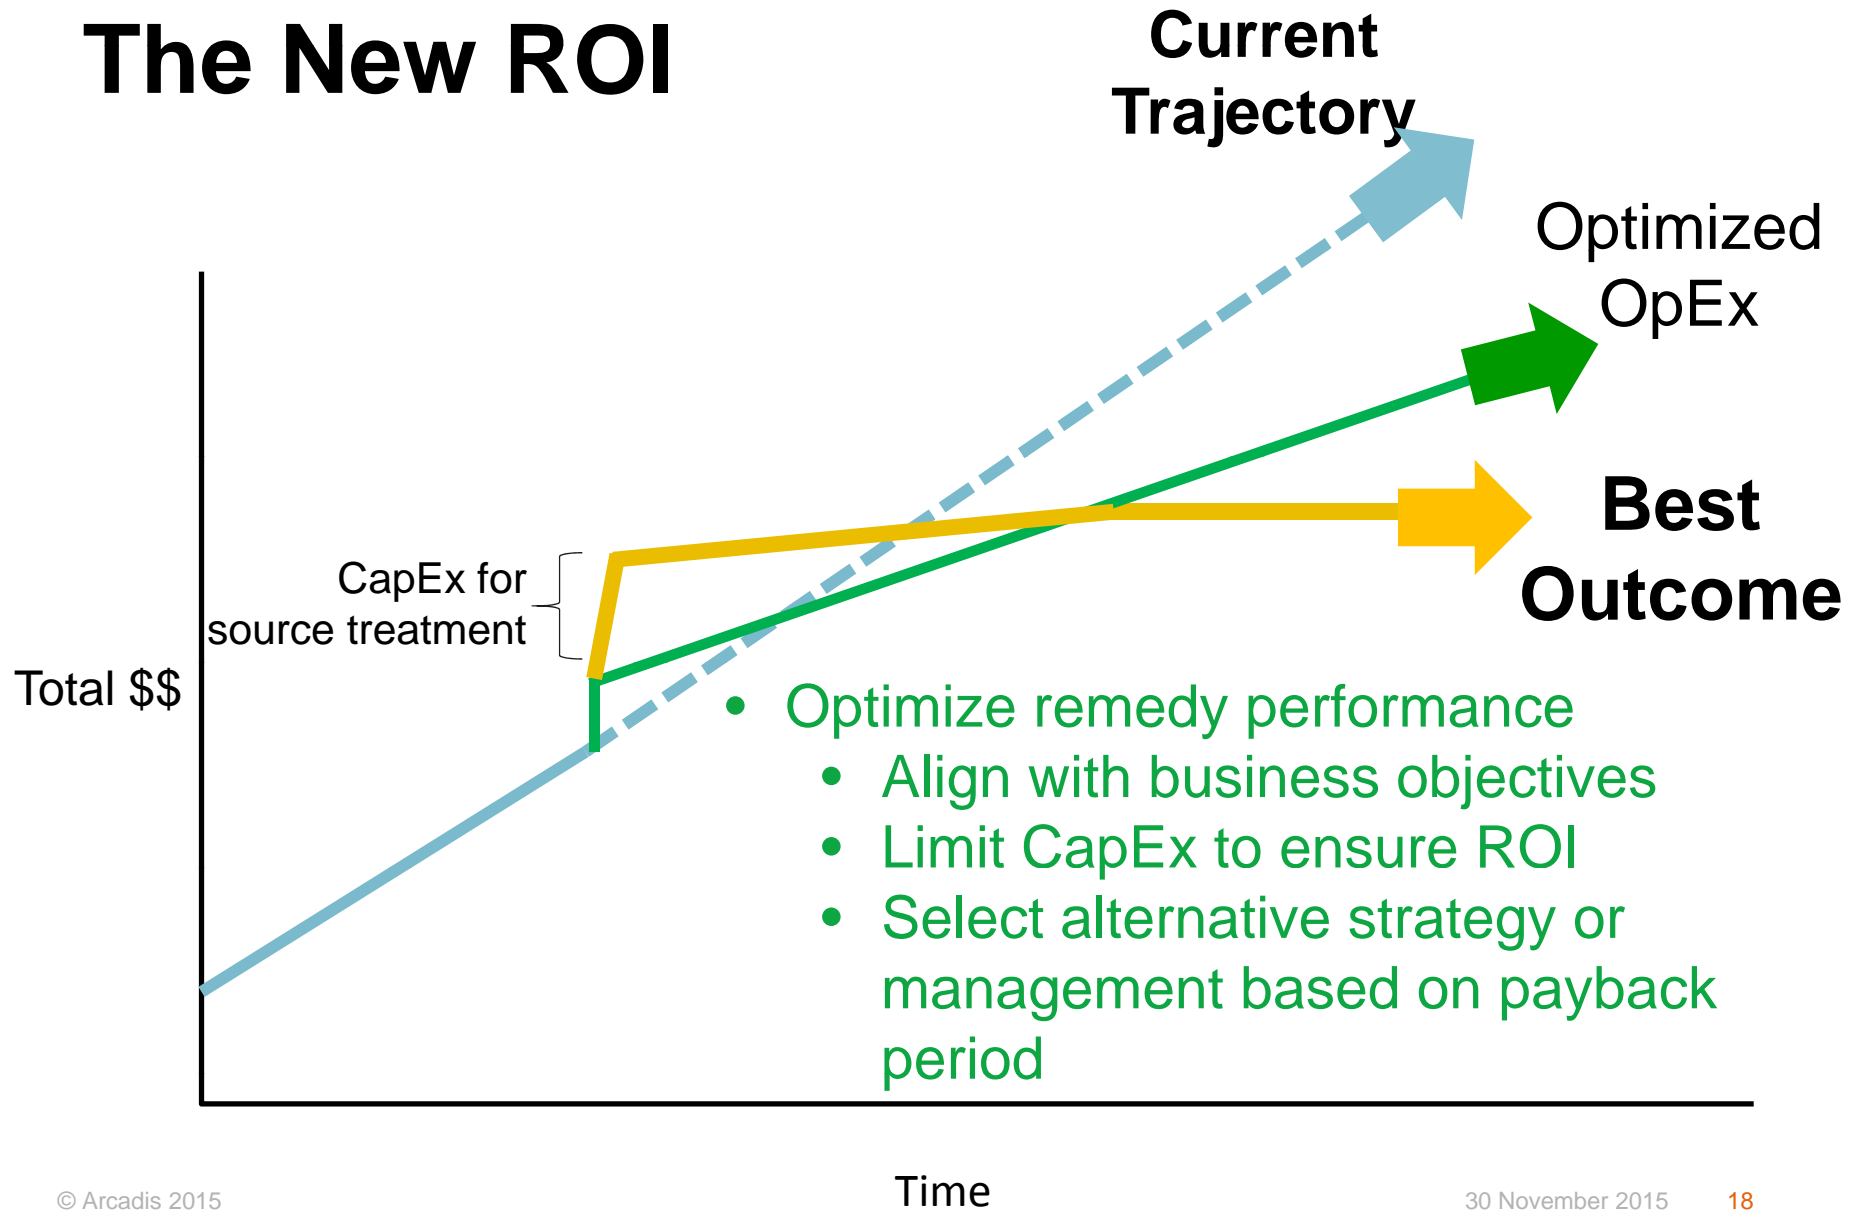 The New ROI
Current
Trajectory
Optimized
OpEx
Best
Outcome
CapEx for
source treatment
Total $$
• Optimize remedy performance
• Align with business objectives
• Limit CapEx to ensure ROI
• Select alternative strategy or
management based on payback
period
Time
© Arcadis 2015
30 November 2015
18